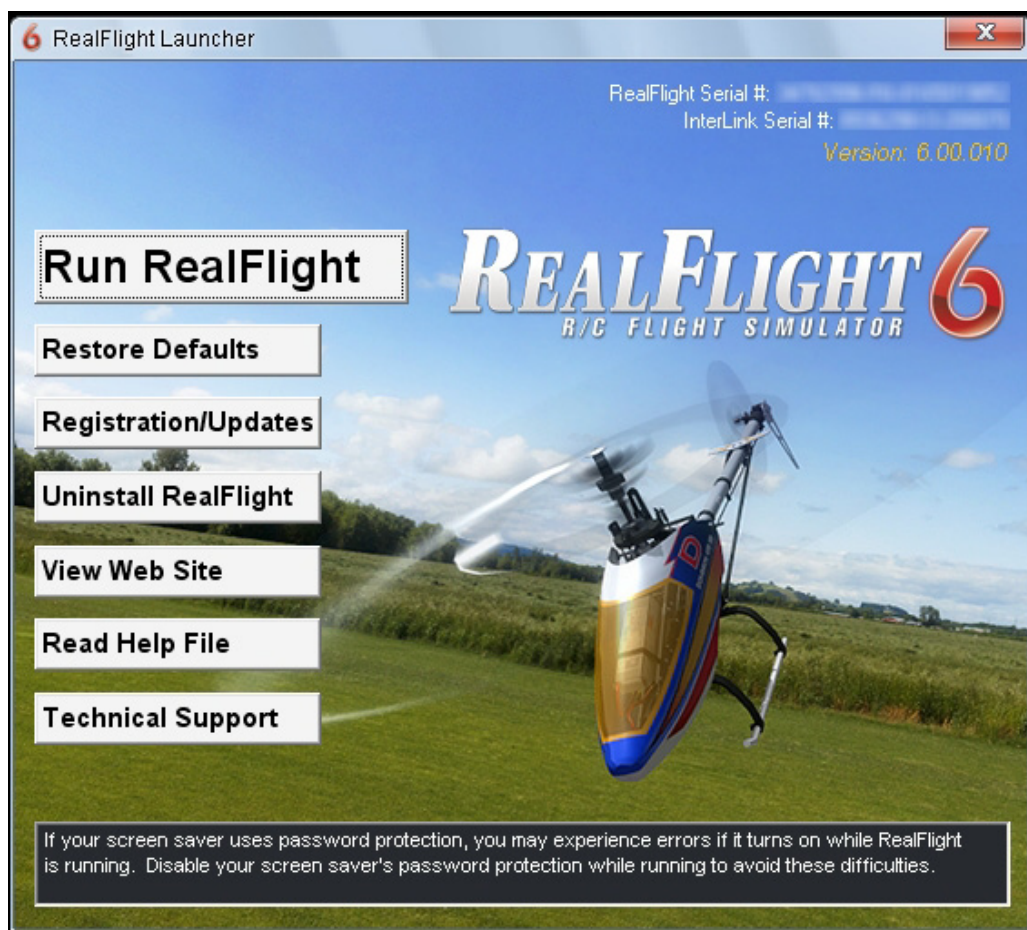 6 RealFlight Launcher
RealFlight Serial #:
InterLink Serial #:
Version: 6.00.010
Run RealFlight
REALFLIGHT 6
R/C FLIGHT SIMULATOR
Restore Defaults
Registration/Updates
Uninstall RealFlight
View Web Site
Read Help File
Technical Support
If your screen saver uses password protection, you may experience errors if it turns on while RealFlight
is running. Disable your screen saver's password protection while running to avoid these difficulties.